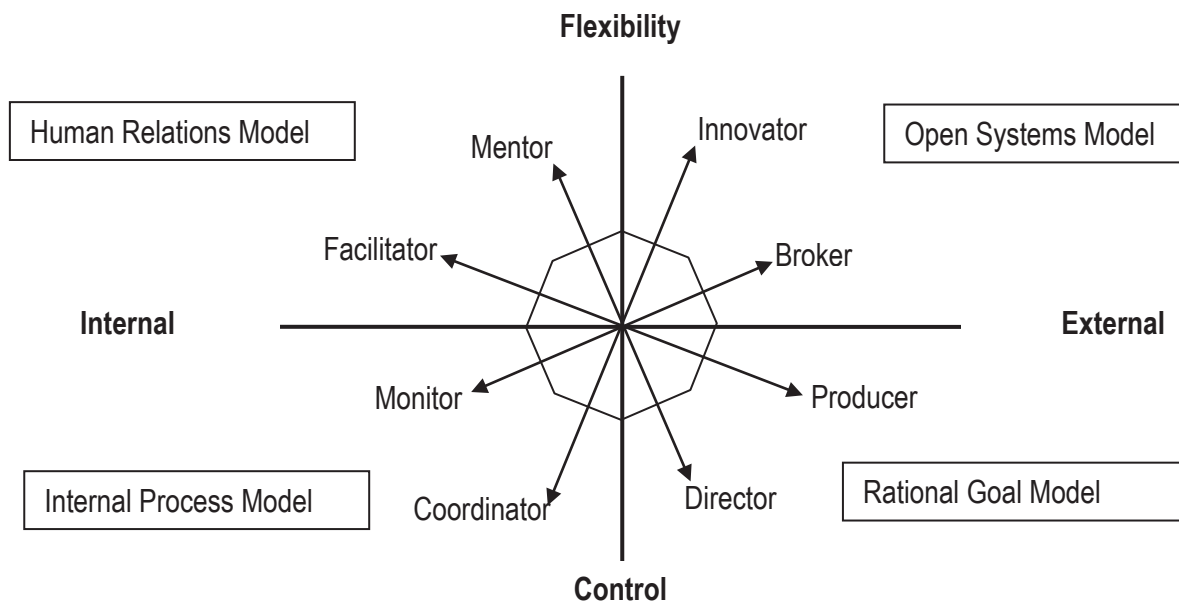 Flexibility
Human Relations Model
Open Systems Model
Mentor
Innovator
Facilitator
Broker
Internal
External
Monitor
Producer
Internal Process Model
Coordinator
Director
Rational Goal Model
Control